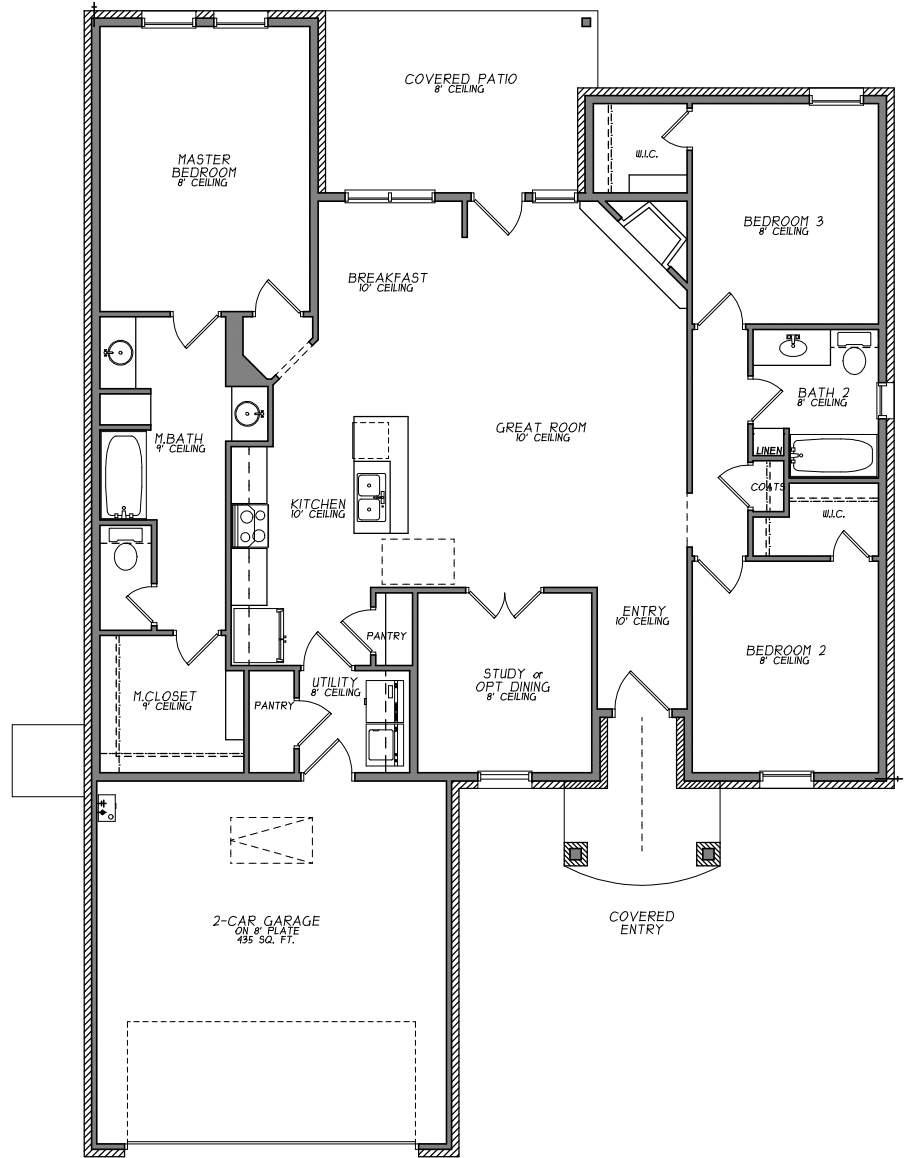 COVERED PATIO
8' CEILING
MASTER
BEDROOM
8' CEILING
W.I.C.
BEDROOM 3
8' CEILING
BREAKFAST
10' CEILING
BATH 2
8' CEILING
GREAT ROOM
10' CEILING
M.BATH
9' CEILING
LINEN
COATS
KITCHEN
10' CEILING
W.I.C.
ENTRY
10' CEILING
PANTRY
BEDROOM 2
8' CEILING
STUDY or
OPT DINING
8' CEILING
UTILITY
8' CEILING
M.CLOSET
9' CEILING
PANTRY
2-CAR GARAGE
ON 8' PLATE
435 SQ. FT.
COVERED
ENTRY